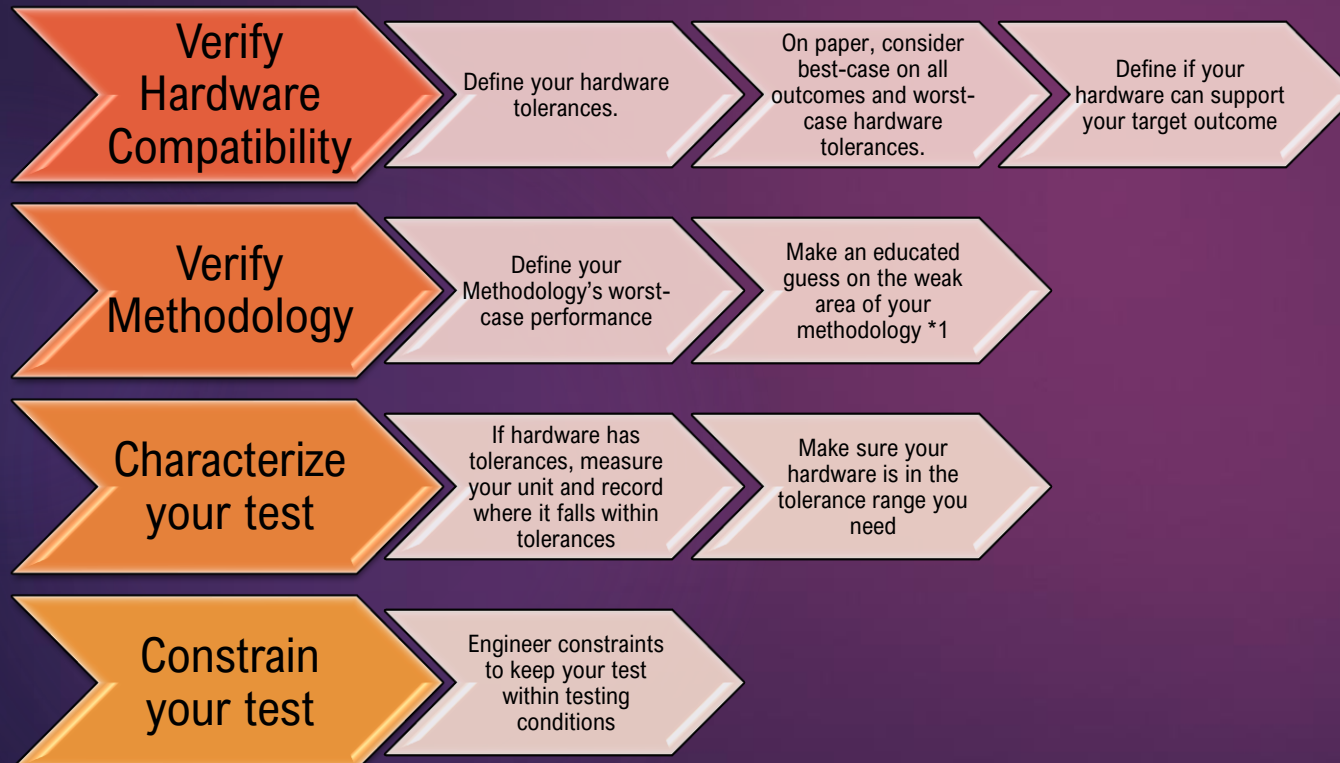 Verify
Hardware
Compatibility
Define your hardware
tolerances.
On paper, consider
best-case on all
outcomes and worst-
case hardware
tolerances.
Define if your
hardware can support
your target outcome
Verify
Methodology
Define your
Methodology's worst-
case performance
Make an educated
guess on the weak
area of your
methodology *1
Characterize
your test
If hardware has
tolerances, measure
your unit and record
where it falls within
tolerances
Make sure your
hardware is in the
tolerance range you
need
Constrain
your test
Engineer constraints
to keep your test
within testing
conditions